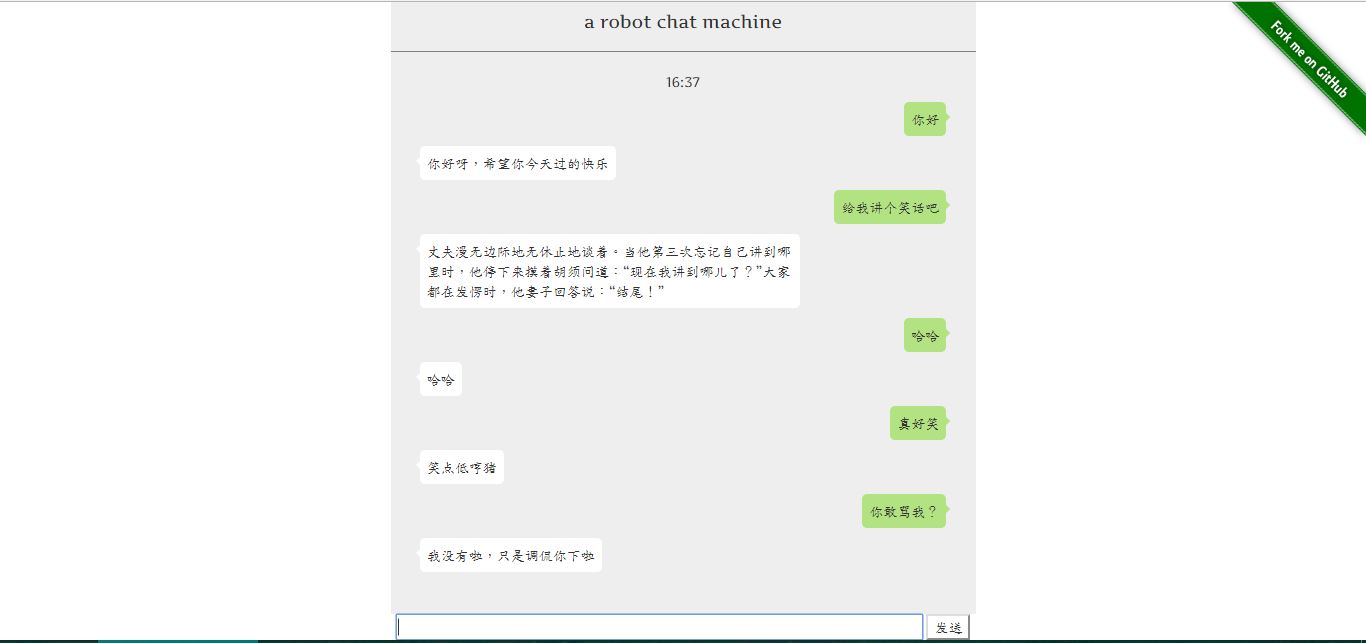 a robot chat machine
Fork me on GitHub
16:37
你好
你好呀，希望你今天过的快乐
给我讲个笑话吧
丈夫漫无边际地无休止地谈着。当他第三次忘记自己讲到哪
里时，他停下来摸着胡须问道：“现在我讲到哪儿了？”大家
都在发愣时，他妻子回答说：“结尾！”
哈哈
哈哈
真好笑
笑点低哼猪
你敢骂我？
我没有啦，只是调侃你下啦
发送